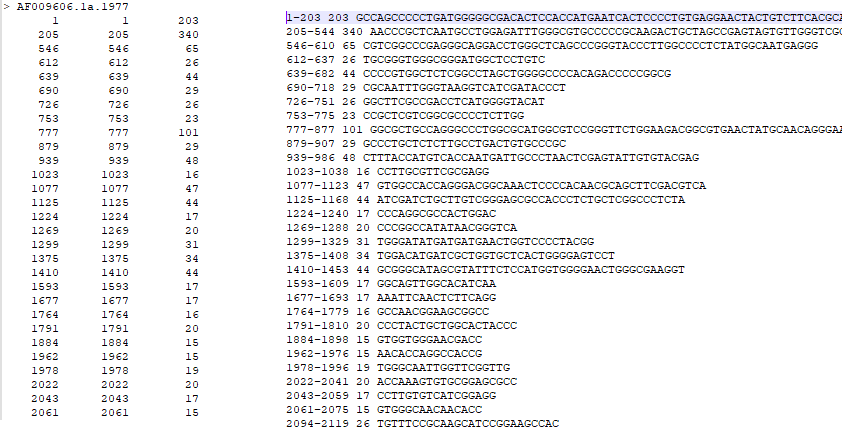 > AF009606.1a.1977
1 1 203
205 205 340
546 546 65
612 612 26
639 639 44
690 690 29
726 726 26
753 753 23
777 777 101
879 879 29
939 939 48
1023 1023 16
1077 1077 47
1125 1125 44
1224 1224 17
1269 1269 20
1299 1299 31
1375 1375 34
1410 1410 44
1593 1593 17
1677 1677 17
1764 1764 16
1791 1791 20
1884 1884 15
1962 1962 15
1978 1978 19
2022 2022 20
2043 2043 17
2061 2061 15
1-203 203 GCCAGCCCCCTGATGGGGGCGACACTCCACCATGAATCACTCCCCTGTGAGGAACTACTGTCTTCACGCA
205-544 340 AACCCGCTCAATGCCTGGAGATTTGGGCGTGCCCCCGCAAGACTGCTAGCCGAGTAGTGTTGGGTCGC
546-610 65 CGTCGGCCCGAGGGCAGGACCTGGGCTCAGCCCGGGTACCCTTGGCCCCTCTATGGCAATGAGGG
612-637 26 TGCGGGTGGGCGGGATGGCTCCTGTC
639-682 44 CCCCGTGGCTCTCGGCCTAGCTGGGGCCCCACAGACCCCCGGCG
690-718 29 CGCAATTTGGGTAAGGTCATCGATACCCT
726-751 26 GGCTTCGCCGACCTCATGGGGTACAT
753-775 23 CCGCTCGTCGGCGCCCCTCTTGG
777-877 101 GGCGCTGCCAGGGCCCTGGCGCATGGCGTCCGGGTTCTGGAAGACGGCGTGAACTATGCAACAGGGAA
879-907 29 GCCCTGCTCTCTTGCCTGACTGTGCCCGC
939-986 48 CTTTACCATGTCACCAATGATTGCCCTAACTCGAGTATTGTGTACGAG
1023-1038 16 CCTTGCGTTCGCGAGG
1077-1123 47 GTGGCCACCAGGGACGGCAAACTCCCCACAACGCAGCTTCGACGTCA
1125-1168 44 ATCGATCTGCTTGTCGGGAGCGCCACCCTCTGCTCGGCCCTCTA
1224-1240 17 CCCAGGCGCCACTGGAC
1269-1288 20 CCCGGCCATATAACGGGTCA
1299-1329 31 TGGGATATGATGATGAACTGGTCCCCTACGG
1375-1408 34 TGGACATGATCGCTGGTGCTCACTGGGGAGTCCT
1410-1453 44 GCGGGCATAGCGTATTTCTCCATGGTGGGGAACTGGGCGAAGGT
1593-1609 17 GGCAGTTGGCACATCAA
1677-1693 17 AAATTCAACTCTTCAGG
1764-1779 16 GCCAACGGAAGCGGCC
1791-1810 20 CCCTACTGCTGGCACTACCC
1884-1898 15 GTGGTGGGAACGACC
1962-1976 15 AACACCAGGCCACCG
1978-1996 19 TGGGCAATTGGTTCGGTTG
2022-2041 20 ACCAAAGTGTGCGGAGCGCC
2043-2059 17 CCTTGTGTCATCGGAGG
2061-2075 15 GTGGGCAACAACACC
2094-2119 26 TGTTTCCGCAAGCATCCGGAAGCCAC